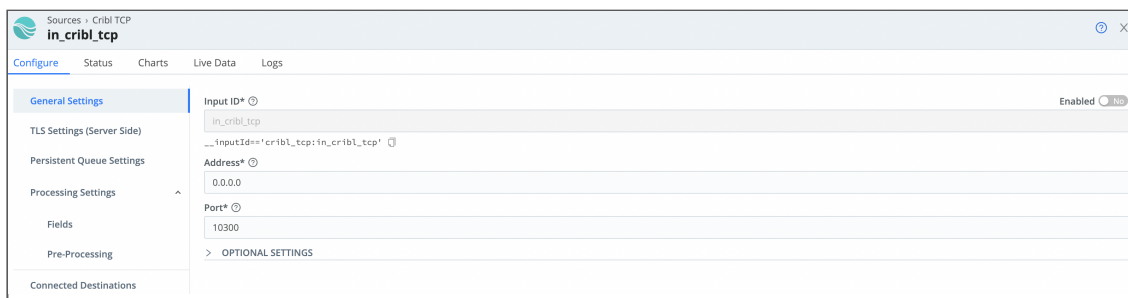 Sources › Cribl TCP
in_cribl_tcp
Configure Status Charts Live Data Logs
General Settings
TLS Settings (Server Side)
Persistent Queue Settings
Processing Settings
Fields
Pre-Processing
Connected Destinations
Input ID* Enabled No
in_cribl_tcp
__inputId=='cribl_tcp:in_cribl_tcp'
Address*
0.0.0.0
Port*
10300
OPTIONAL SETTINGS